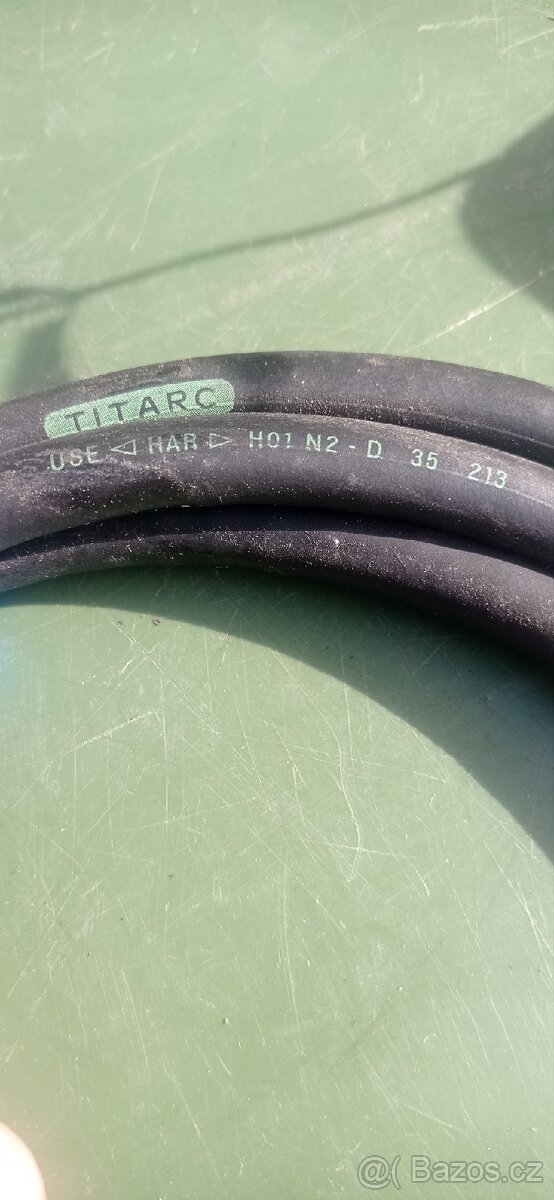 TITARC
USE ◁ HAR ▷ H01 N2 - D 35 213
@ Bazos.cz